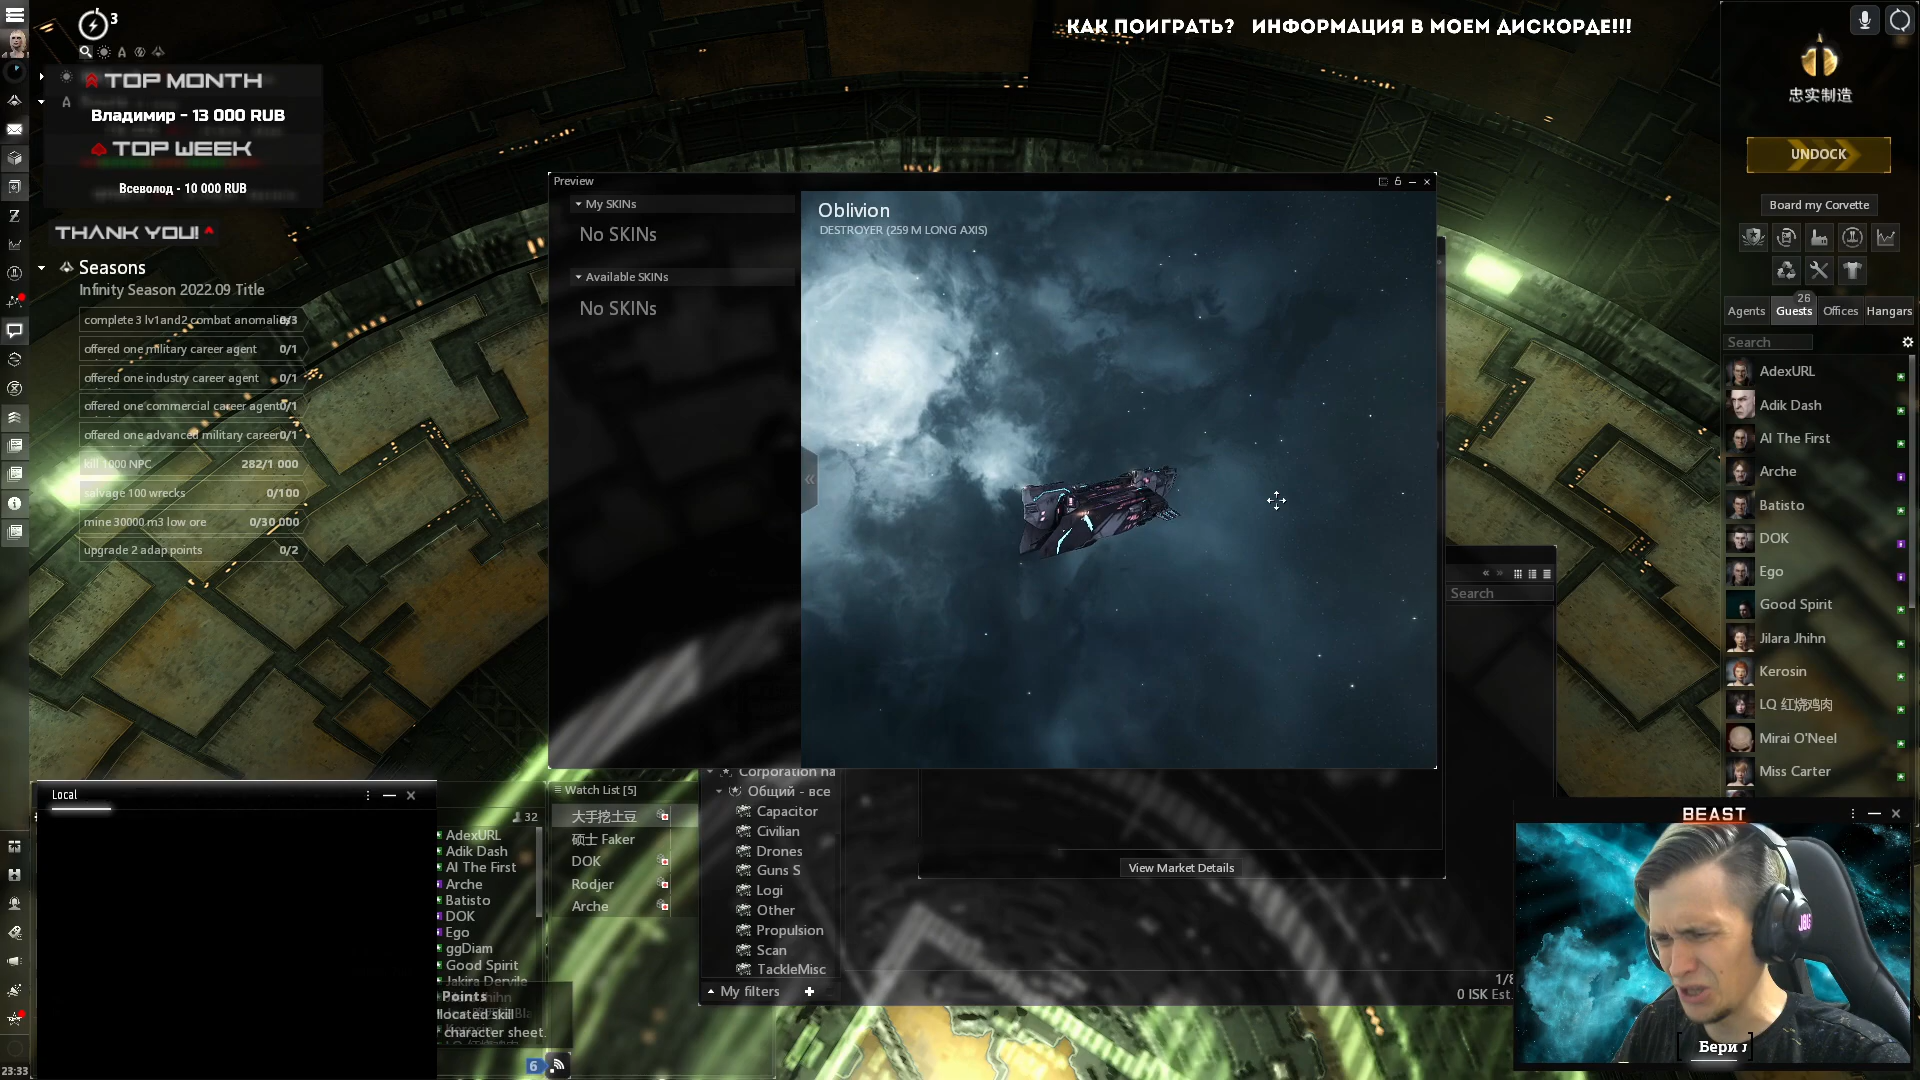 3
КАК ПОИГРАТЬ? ИНФОРМАЦИЯ В МОЕМ ДИСКОРДЕ!!!
TOP MONTH
Владимир - 13 000 RUB
TOP WEEK
Всеволод - 10 000 RUB
THANK YOU!
Seasons
Infinity Season 2022.09 Title
complete 3 lv1and2 combat anomalies 0/3
offered one military career agent 0/1
offered one industry career agent 0/1
offered one commercial career agent 0/1
offered one advanced military career 0/1
kill 1000 NPC 282/1 000
salvage 100 wrecks 0/100
mine 30000 m3 low ore 0/30 000
upgrade 2 adap points 0/2
Preview
My SKINs
No SKINs
Available SKINs
No SKINs
Oblivion
DESTROYER (259 M LONG AXIS)
Search
View Market Details
忠实制造
UNDOCK
Board my Corvette
26
Agents Guests Offices Hangars
Search
AdexURL
Adik Dash
Al The First
Arche
Batisto
DOK
Ego
Good Spirit
Jilara Jhihn
Kerosin
LQ 红烧鸡肉
Mirai O'Neel
Miss Carter
Local
32
AdexURL
Adik Dash
Al The First
Arche
Batisto
DOK
Ego
ggDiam
Good Spirit
Jakira Dervile
Points
located skill
character sheet.
6
23:33
Watch List [5]
大手挖土豆
硕士 Faker
DOK
Rodjer
Arche
Corporation ha
Общий - все
Capacitor
Civilian
Drones
Guns S
Logi
Other
Propulsion
Scan
TackleMisc
My filters
1/8
0 ISK Est.
BEAST
Бери